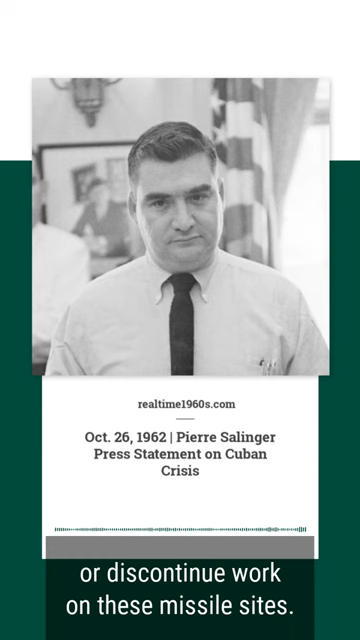 realtime1960s.com
Oct. 26, 1962 | Pierre Salinger
Press Statement on Cuban
Crisis
or discontinue work
on these missile sites.